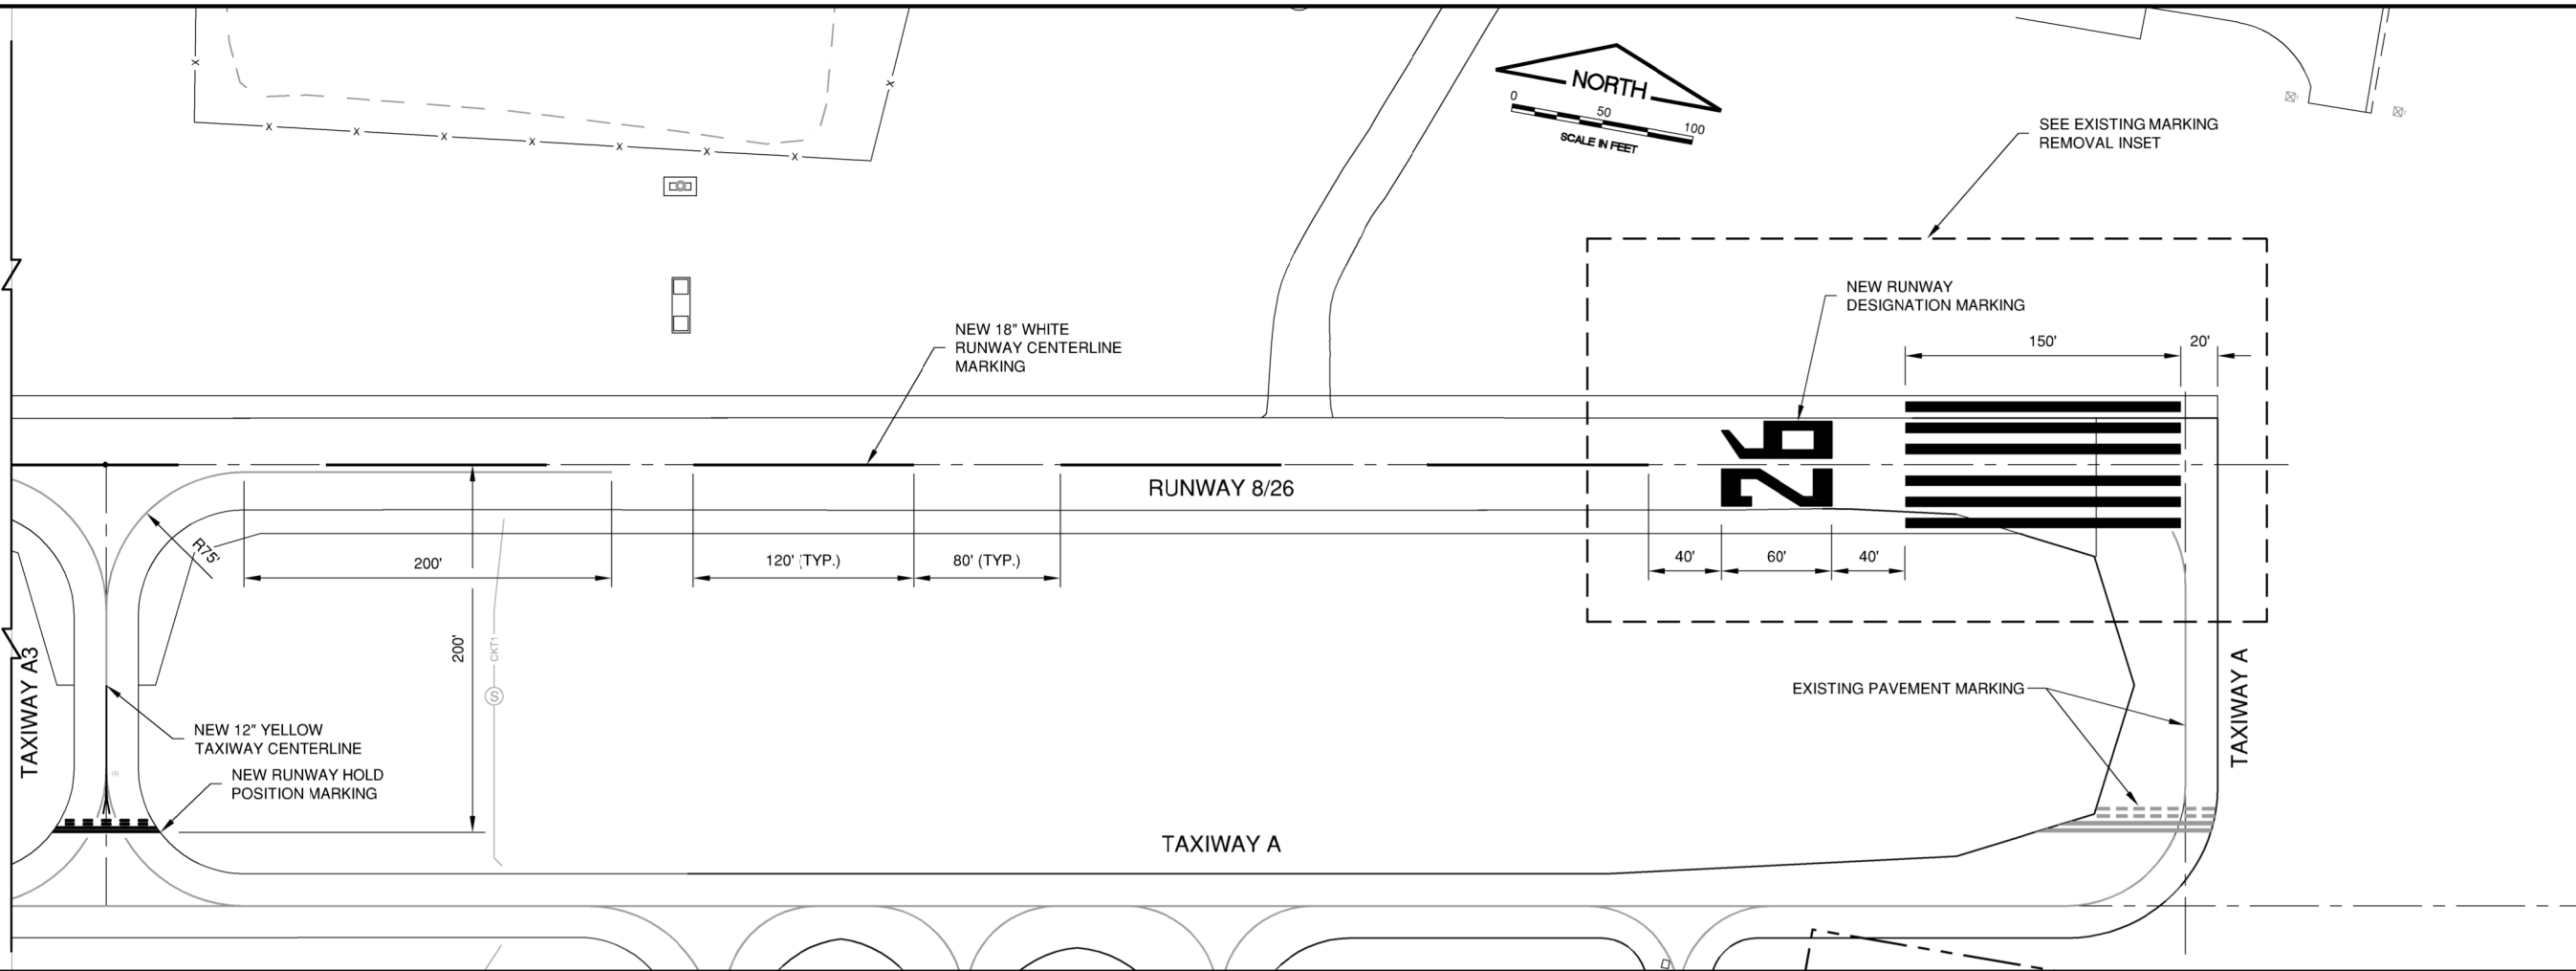 NORTH
0 50 100
SCALE IN FEET
SEE EXISTING MARKING
REMOVAL INSET
NEW RUNWAY
DESIGNATION MARKING
NEW 18" WHITE
RUNWAY CENTERLINE
MARKING
150' 20'
26
RUNWAY 8/26
R75'
200'
120' (TYP.)
80' (TYP.)
40' 60' 40'
200'
CKT1
S
TAXIWAY A3
NEW 12" YELLOW
TAXIWAY CENTERLINE
NEW RUNWAY HOLD
POSITION MARKING
EXISTING PAVEMENT MARKING
TAXIWAY A
TAXIWAY A